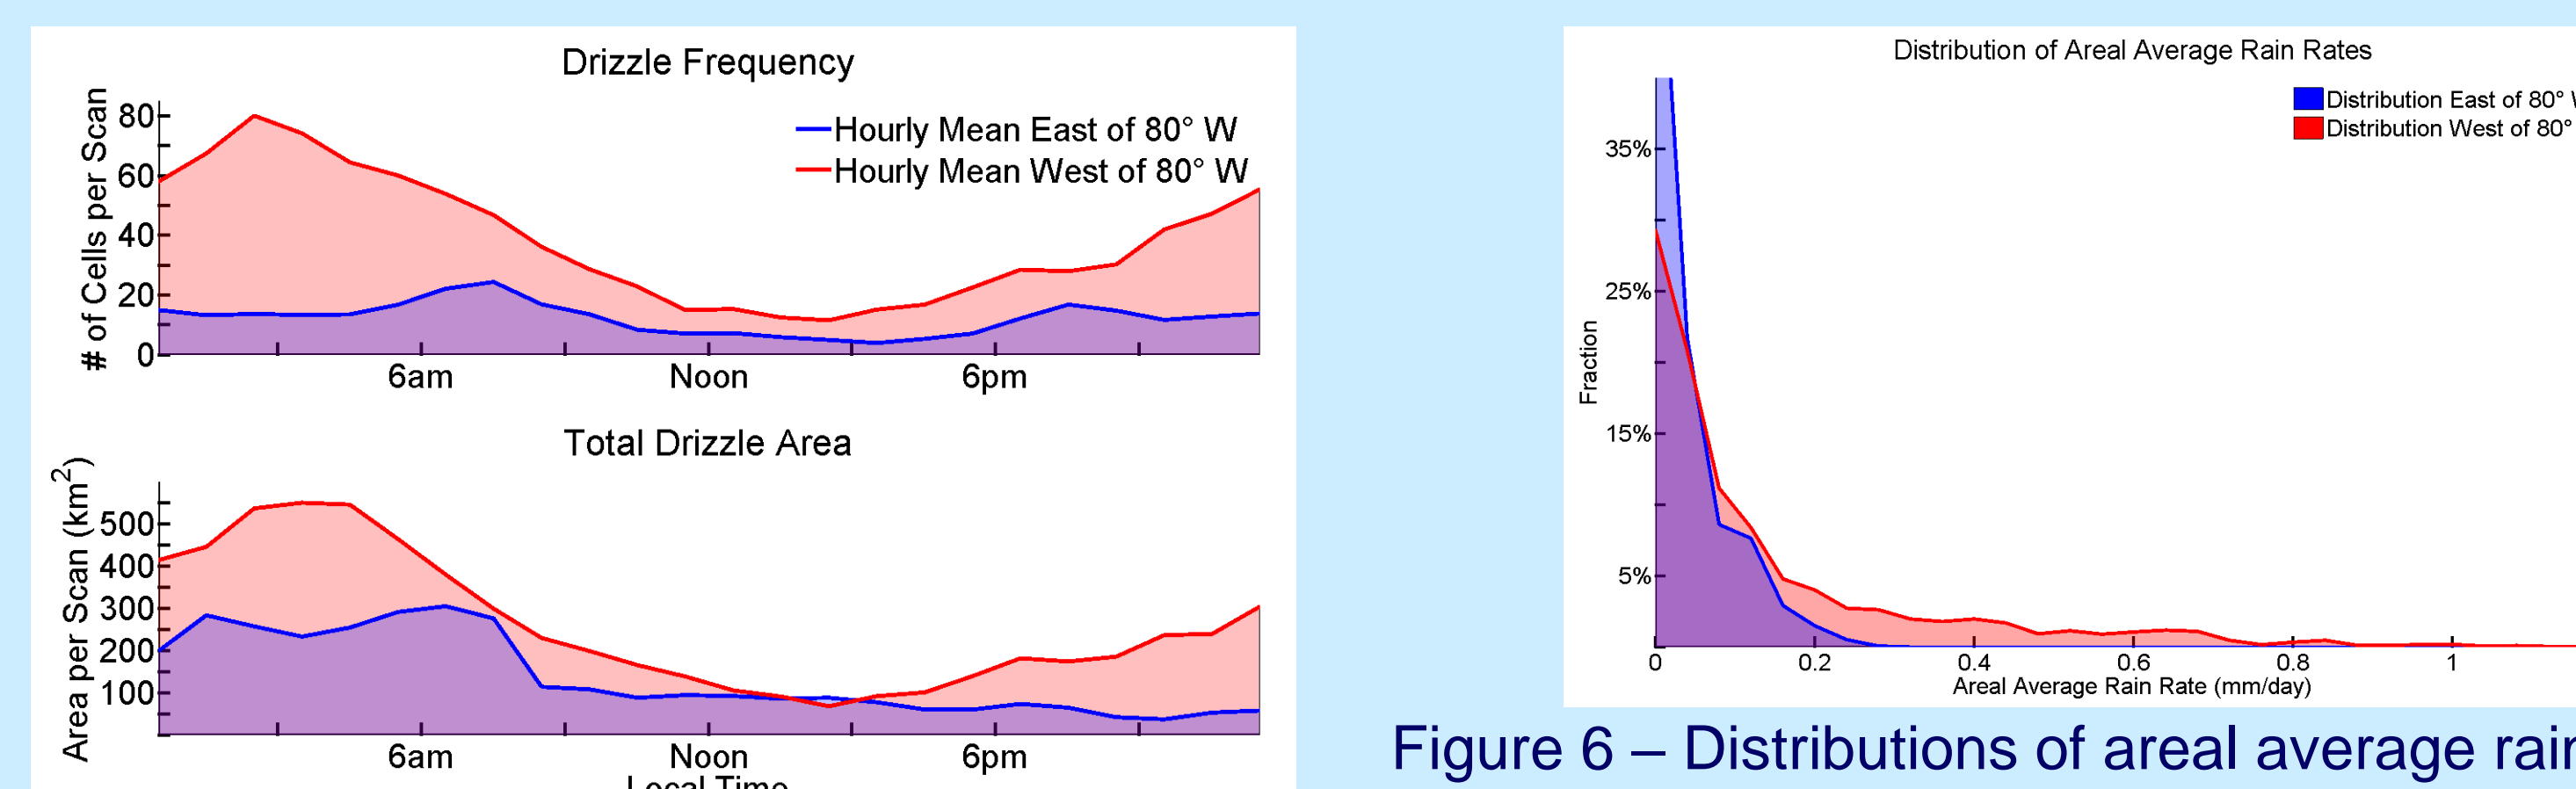 Drizzle Frequency
# of Cells per Scan
80
60
40
20
0
Hourly Mean East of 80° W
Hourly Mean West of 80° W
6am Noon 6pm
Total Drizzle Area
Area per Scan (km²)
500
400
300
200
100
6am Noon 6pm
Local Time
Distribution of Areal Average Rain Rates
Distribution East of 80° W
Distribution West of 80°
Fraction
35%
25%
15%
5%
0 0.2 0.4 0.6 0.8 1
Areal Average Rain Rate (mm/day)
Figure 6 – Distributions of areal average rain